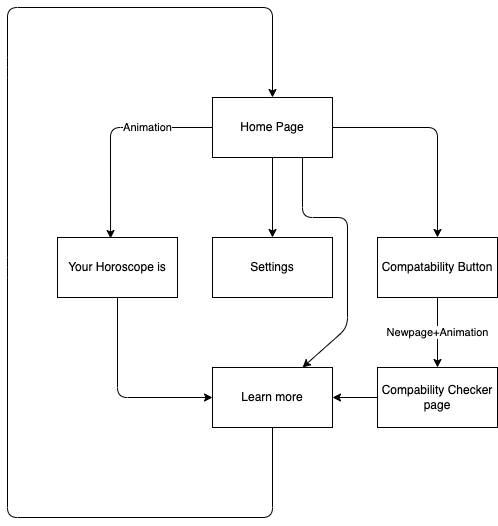 Home Page
Animation
Your Horoscope is
Settings
Compatability Button
Newpage+Animation
Learn more
Compability Checker
page